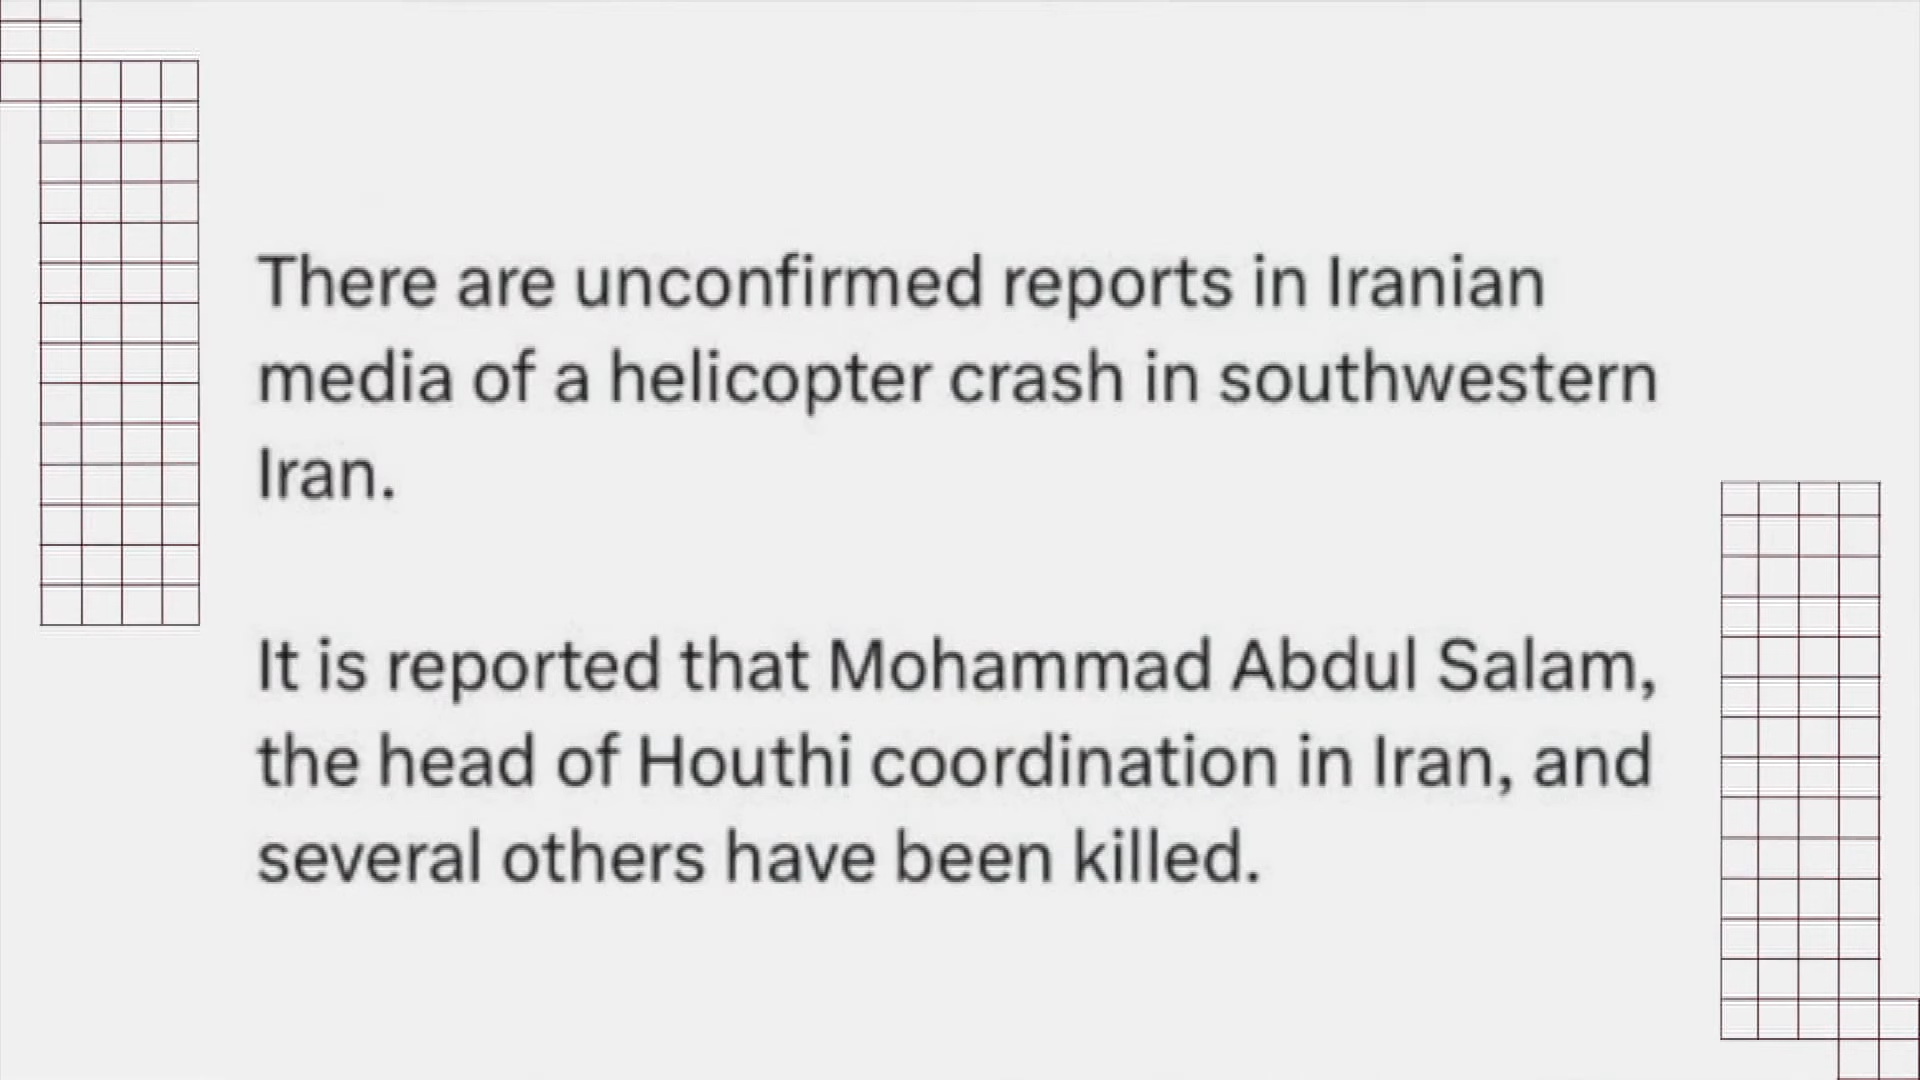 There are unconfirmed reports in Iranian
media of a helicopter crash in southwestern
Iran.
It is reported that Mohammad Abdul Salam,
the head of Houthi coordination in Iran, and
several others have been killed.